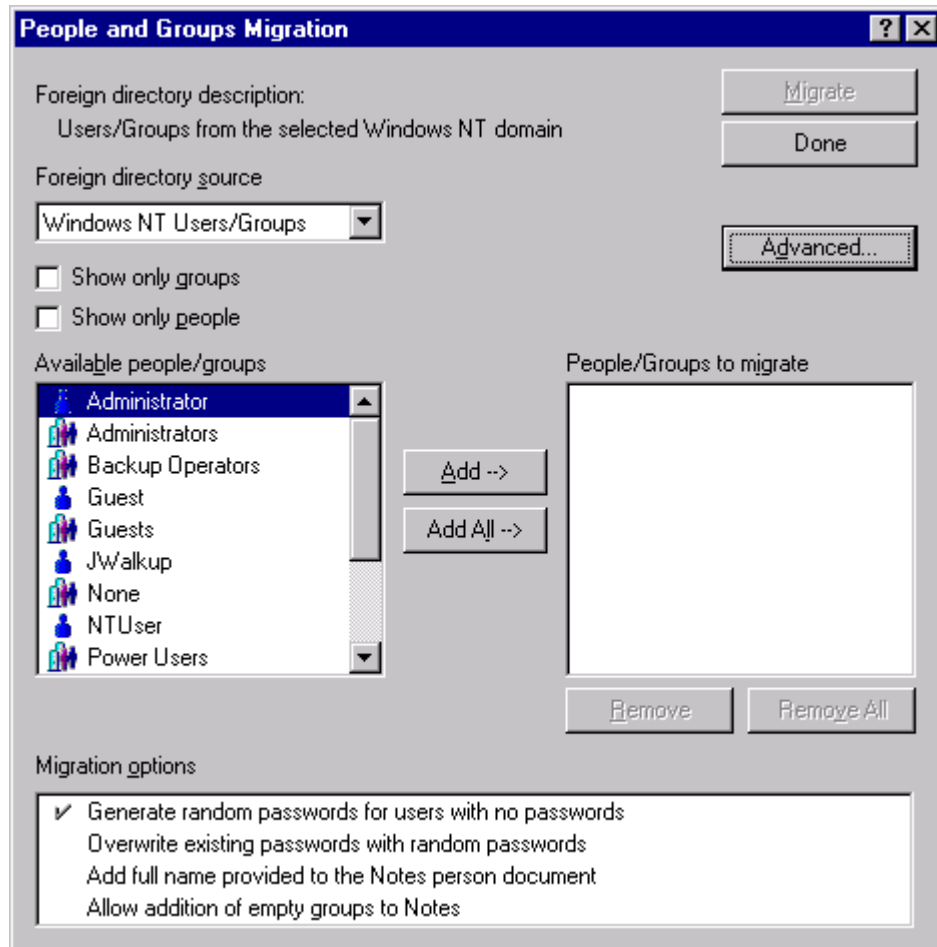 People and Groups Migration
Foreign directory description:
Migrate
Users/Groups from the selected Windows NT domain
Done
Foreign directory source
Windows NT Users/Groups
Advanced...
Show only groups
Show only people
Available people/groups
People/Groups to migrate
Administrator
Administrators
Backup Operators
Guest
Guests
JWalkup
None
NTUser
Power Users
Add -->
Add All -->
Remove
Remove All
Migration options
Generate random passwords for users with no passwords
Overwrite existing passwords with random passwords
Add full name provided to the Notes person document
Allow addition of empty groups to Notes